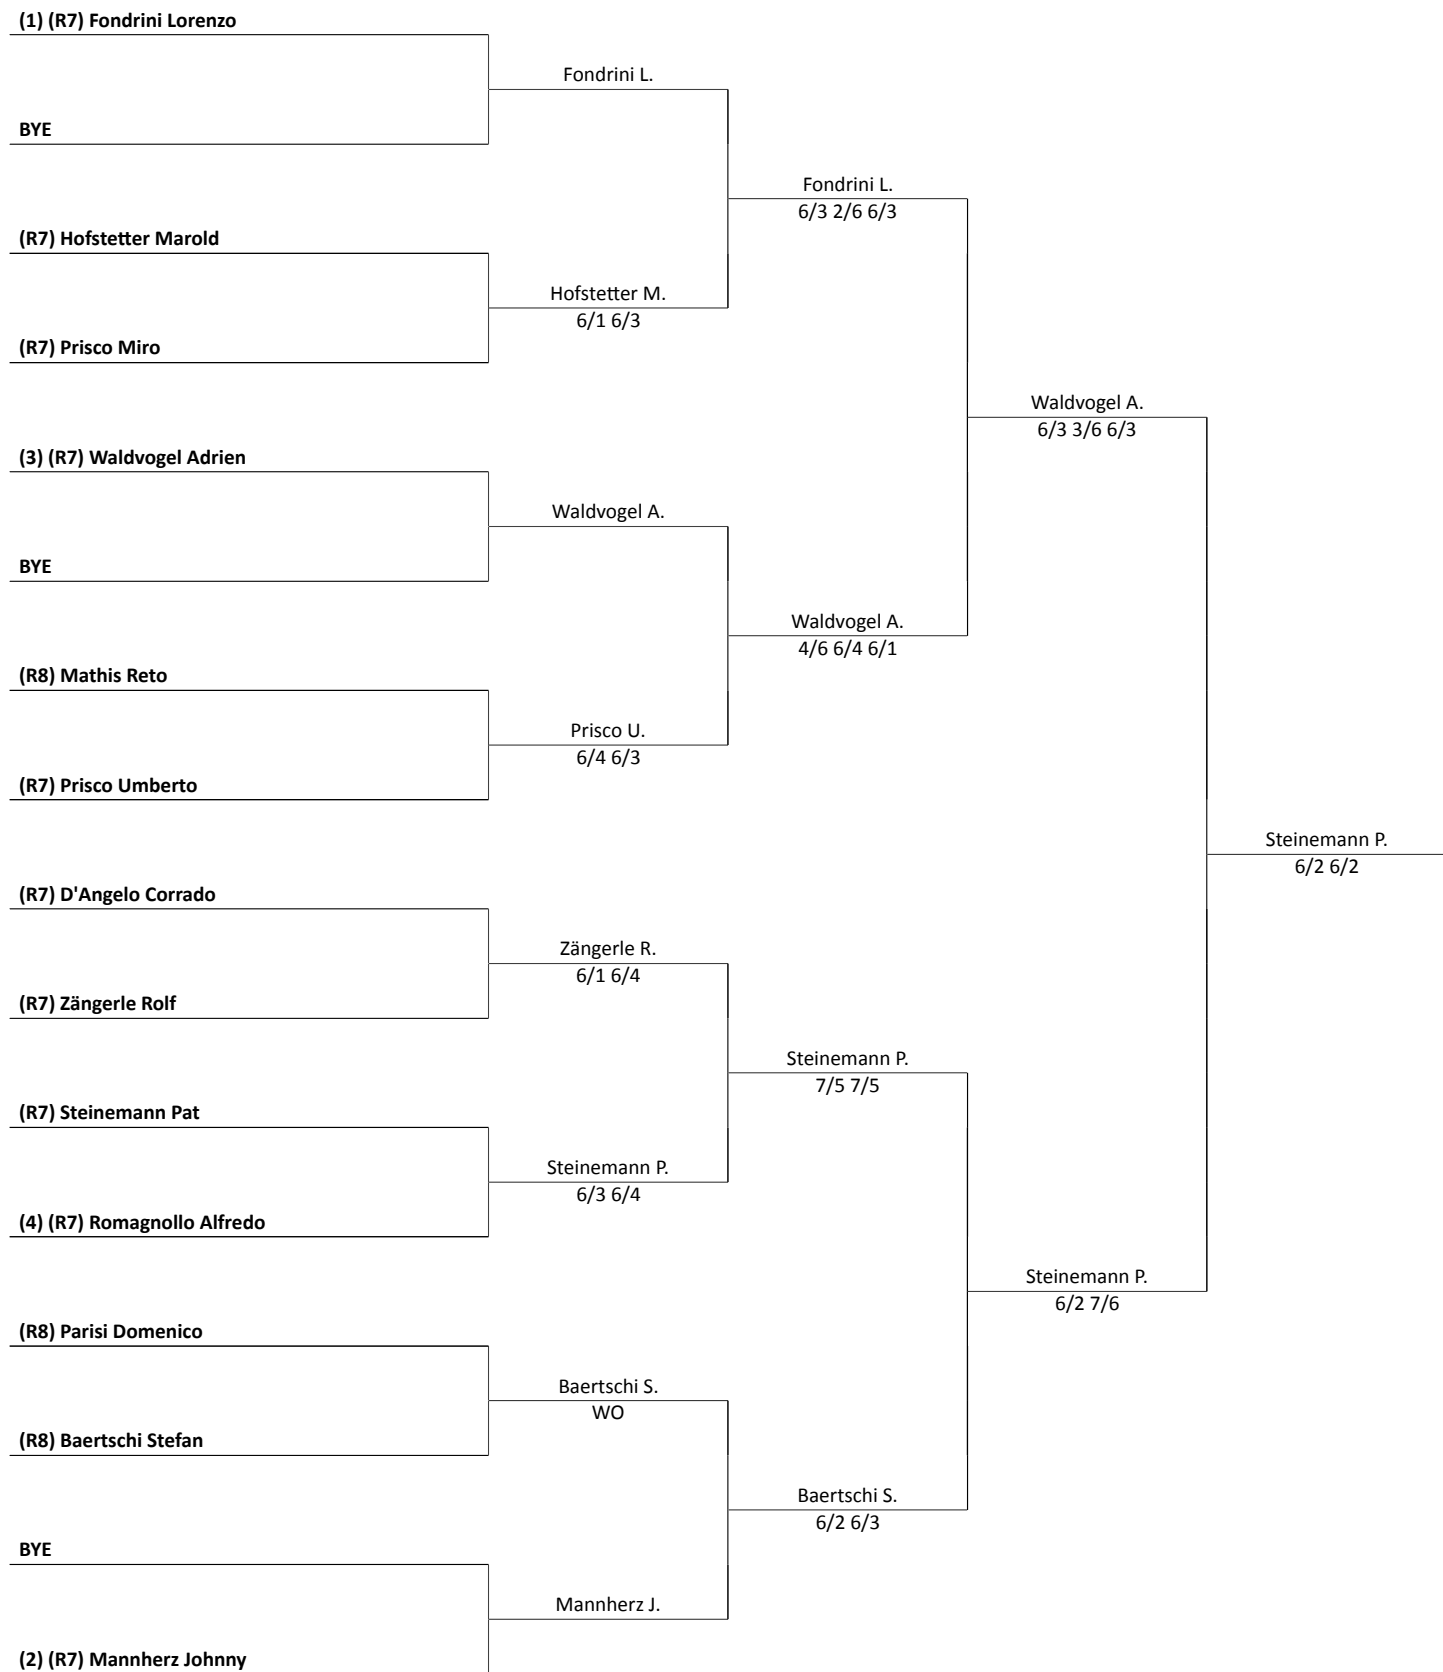 (1) (R7) Fondrini Lorenzo
Fondrini L.
BYE
Fondrini L.
6/3 2/6 6/3
(R7) Hofstetter Marold
Hofstetter M.
6/1 6/3
(R7) Prisco Miro
Waldvogel A.
6/3 3/6 6/3
(3) (R7) Waldvogel Adrien
Waldvogel A.
BYE
Waldvogel A.
4/6 6/4 6/1
(R8) Mathis Reto
Prisco U.
6/4 6/3
(R7) Prisco Umberto
Steinemann P.
6/2 6/2
(R7) D'Angelo Corrado
Zängerle R.
6/1 6/4
(R7) Zängerle Rolf
Steinemann P.
7/5 7/5
(R7) Steinemann Pat
Steinemann P.
6/3 6/4
(4) (R7) Romagnollo Alfredo
Steinemann P.
6/2 7/6
(R8) Parisi Domenico
Baertschi S.
WO
(R8) Baertschi Stefan
Baertschi S.
6/2 6/3
BYE
Mannherz J.
(2) (R7) Mannherz Johnny